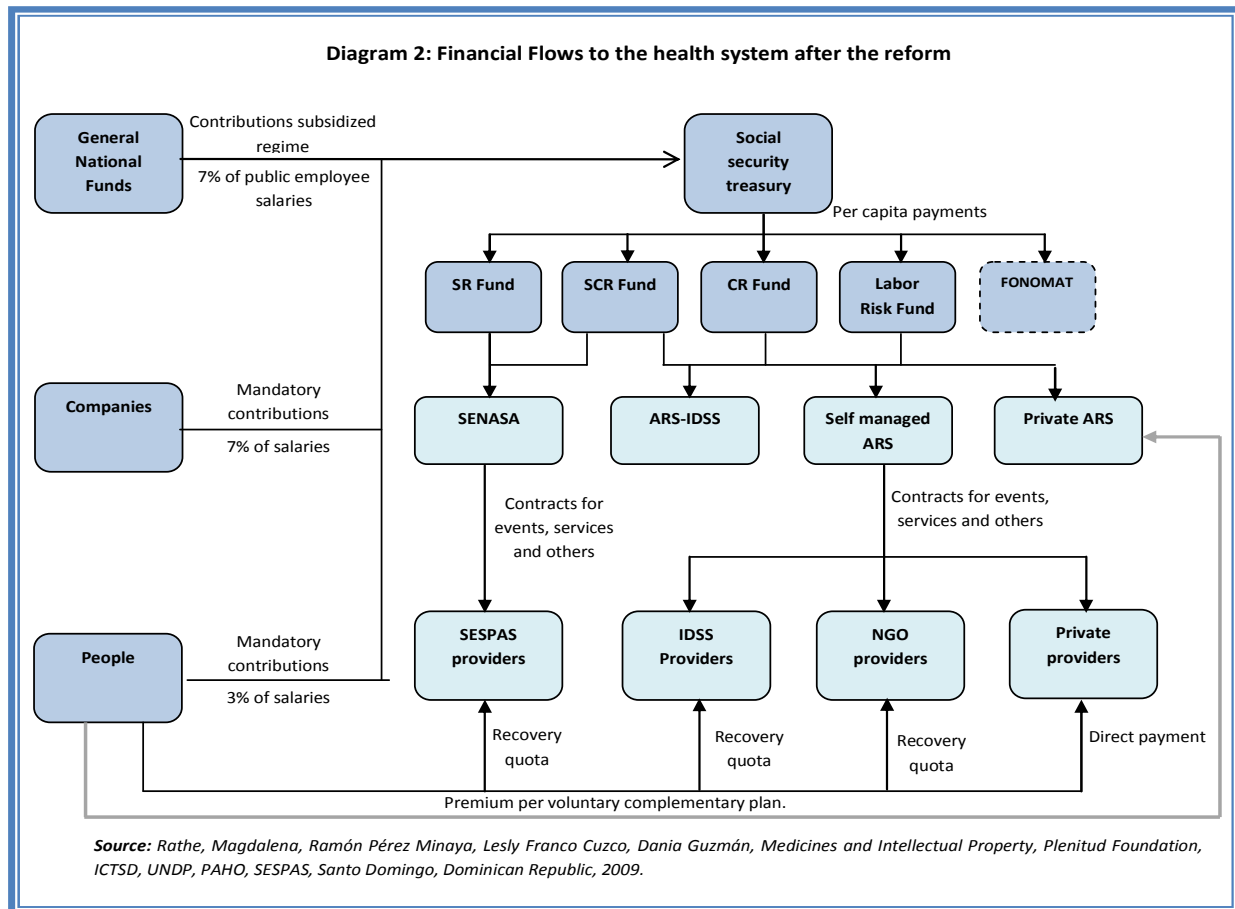 Diagram 2: Financial Flows to the health system after the reform
General
National
Funds
Contributions subsidized
regime
7% of public employee
salaries
Social
security
treasury
Per capita payments
SR Fund
SCR Fund
CR Fund
Labor
Risk Fund
FONOMAT
Companies
Mandatory
contributions
7% of salaries
SENASA
ARS-IDSS
Self managed
ARS
Private ARS
Contracts for
events, services
and others
Contracts for events,
services and others
People
Mandatory
contributions
3% of salaries
SESPAS
providers
IDSS
Providers
NGO
providers
Private
providers
Recovery
quota
Recovery
quota
Recovery
quota
Direct payment
Premium per voluntary complementary plan.
Source: Rathe, Magdalena, Ramón Pérez Minaya, Lesly Franco Cuzco, Dania Guzmán, Medicines and Intellectual Property, Plenitud Foundation,
ICTSD, UNDP, PAHO, SESPAS, Santo Domingo, Dominican Republic, 2009.